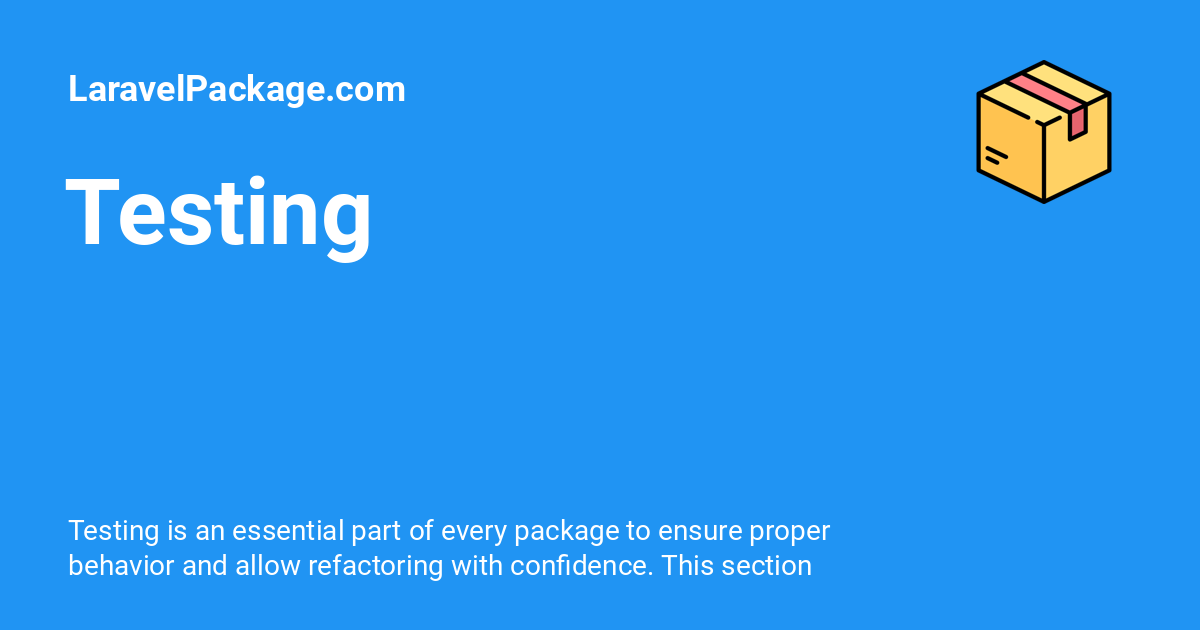 LaravelPackage.com
Testing
Testing is an essential part of every package to ensure proper
behavior and allow refactoring with confidence. This section